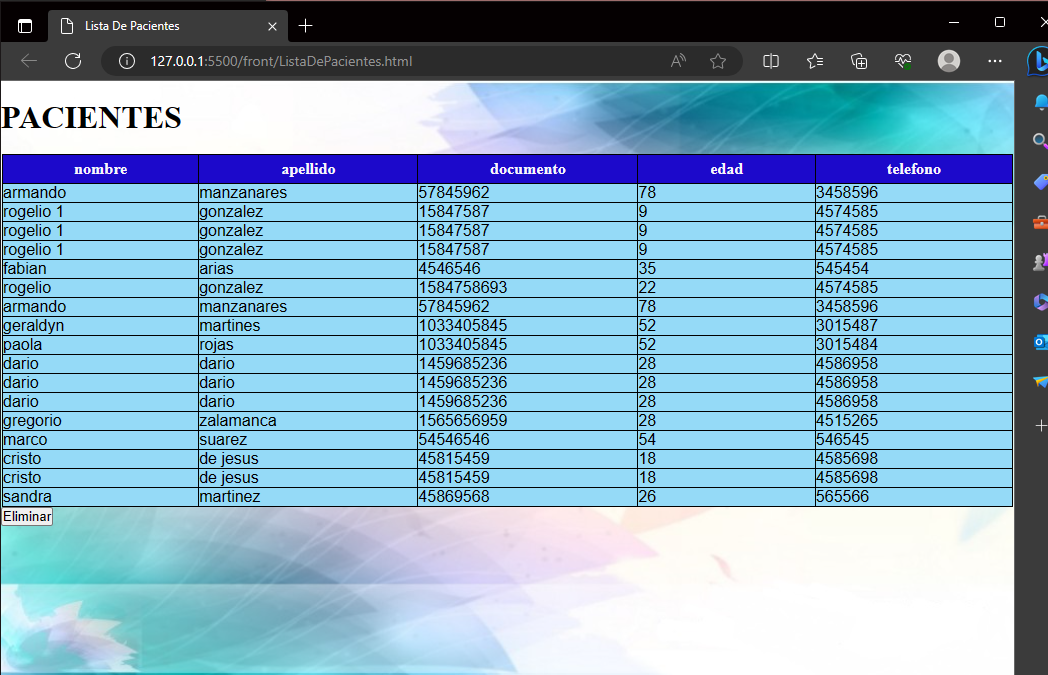 Lista De Pacientes
127.0.0.1:5500/front/ListaDePacientes.html
PACIENTES
nombre apellido documento edad telefono
armando manzanares 57845962 78 3458596
rogelio 1 gonzalez 15847587 9 4574585
rogelio 1 gonzalez 15847587 9 4574585
rogelio 1 gonzalez 15847587 9 4574585
fabian arias 4546546 35 545454
rogelio gonzalez 1584758693 22 4574585
armando manzanares 57845962 78 3458596
geraldyn martines 1033405845 52 3015487
paola rojas 1033405845 52 3015484
dario dario 1459685236 28 4586958
dario dario 1459685236 28 4586958
dario dario 1459685236 28 4586958
gregorio zalamanca 1565656959 28 4515265
marco suarez 54546546 54 546545
cristo de jesus 45815459 18 4585698
cristo de jesus 45815459 18 4585698
sandra martinez 45869568 26 565566
Eliminar